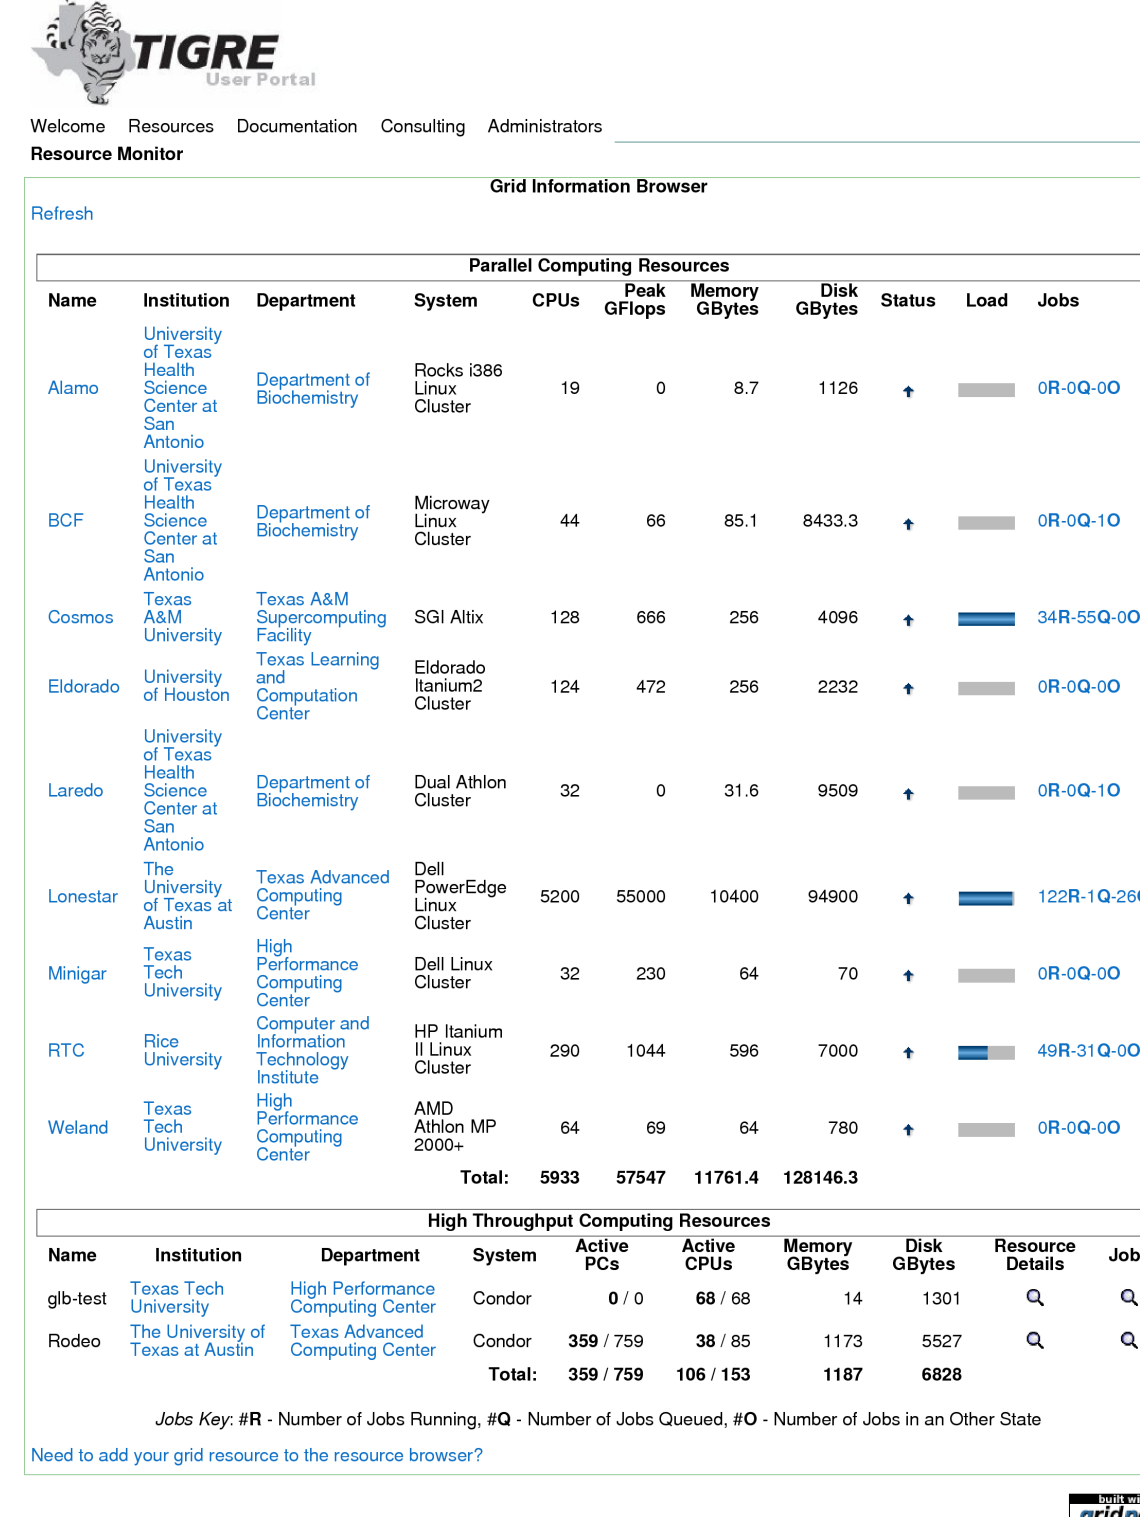 TIGRE
User Portal
Welcome Resources Documentation Consulting Administrators
Resource Monitor
Grid Information Browser
Refresh
Parallel Computing Resources
Name Institution Department System CPUs Peak GFlops Memory GBytes Disk GBytes Status Load Jobs
Alamo University of Texas Health Science Center at San Antonio Department of Biochemistry Rocks i386 Linux Cluster 19 0 8.7 1126 0R-0Q-0O
BCF University of Texas Health Science Center at San Antonio Department of Biochemistry Microway Linux Cluster 44 66 85.1 8433.3 0R-0Q-1O
Cosmos Texas A&M University Texas A&M Supercomputing Facility SGI Altix 128 666 256 4096 34R-55Q-0O
Eldorado University of Houston Texas Learning and Computation Center Eldorado Itanium2 Cluster 124 472 256 2232 0R-0Q-0O
Laredo University of Texas Health Science Center at San Antonio Department of Biochemistry Dual Athlon Cluster 32 0 31.6 9509 0R-0Q-1O
Lonestar The University of Texas at Austin Texas Advanced Computing Center Dell PowerEdge Linux Cluster 5200 55000 10400 94900 122R-1Q-26
Minigar Texas Tech University High Performance Computing Center Dell Linux Cluster 32 230 64 70 0R-0Q-0O
RTC Rice University Computer and Information Technology Institute HP Itanium II Linux Cluster 290 1044 596 7000 49R-31Q-0O
Weland Texas Tech University High Performance Computing Center AMD Athlon MP 2000+ 64 69 64 780 0R-0Q-0O
Total: 5933 57547 11761.4 128146.3
High Throughput Computing Resources
Name Institution Department System Active PCs Active CPUs Memory GBytes Disk GBytes Resource Details Job
glb-test Texas Tech University High Performance Computing Center Condor 0 / 0 68 / 68 14 1301
Rodeo The University of Texas at Austin Texas Advanced Computing Center Condor 359 / 759 38 / 85 1173 5527
Total: 359 / 759 106 / 153 1187 6828
Jobs Key: #R - Number of Jobs Running, #Q - Number of Jobs Queued, #O - Number of Jobs in an Other State
Need to add your grid resource to the resource browser?
built wi